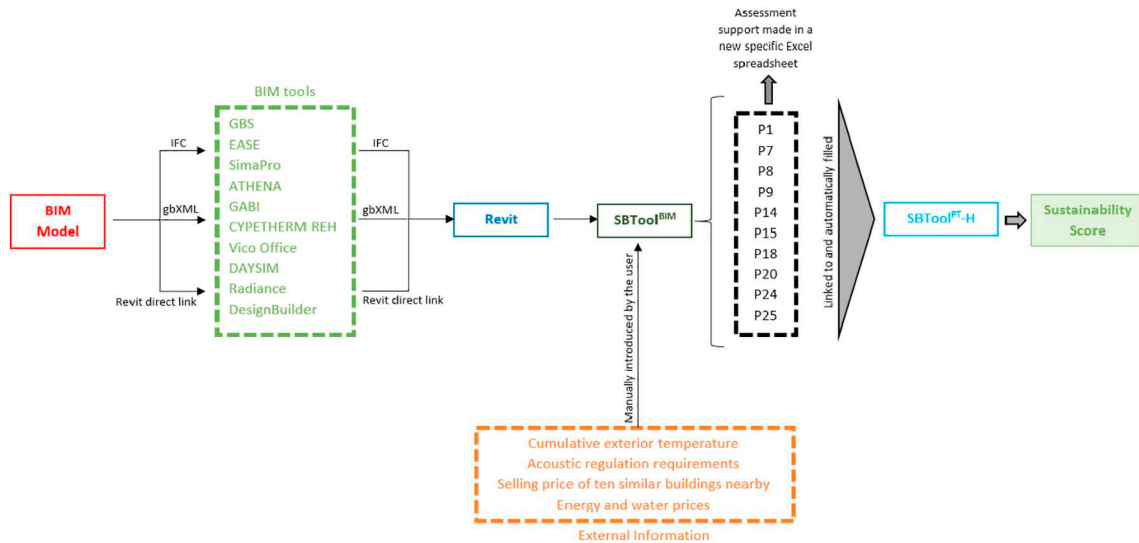 Assessment
support made in a
new specific Excel
spreadsheet
BIM tools
GBS
EASE
SimaPro
ATHENA
GABI
CYPETHERM REH
Vico Office
DAYSIM
Radiance
DesignBuilder
BIM
Model
IFC
gbXML
Revit direct link
IFC
gbXML
Revit direct link
Revit
SBToolBIM
Manually introduced by the user
P1
P7
P8
P9
P14
P15
P18
P20
P24
P25
Linked to and automatically filled
SBToolPT-H
Sustainability
Score
Cumulative exterior temperature
Acoustic regulation requirements
Selling price of ten similar buildings nearby
Energy and water prices
External Information